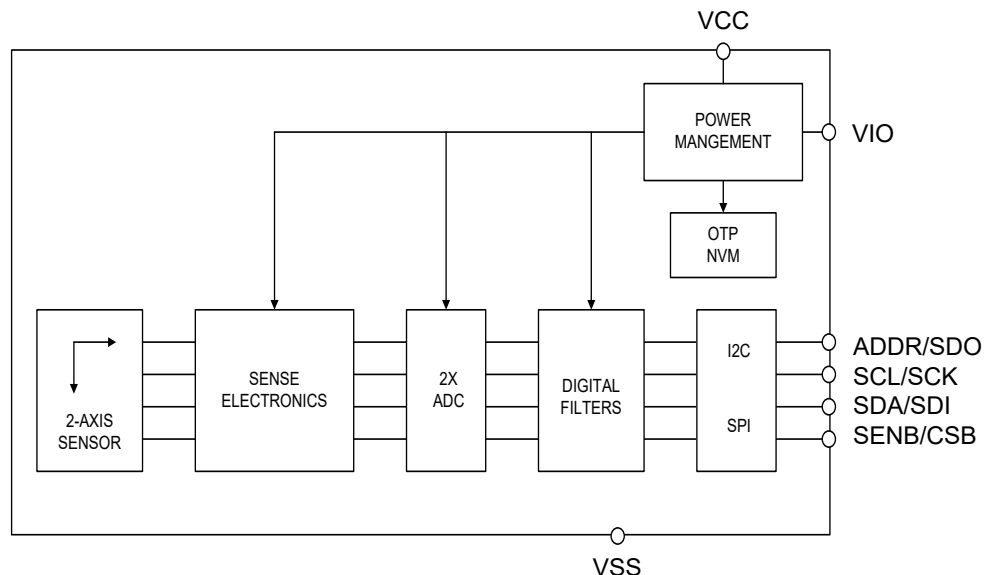 VCC
POWER
MANGEMENT
VIO
OTP
NVM
2-AXIS
SENSOR
SENSE
ELECTRONICS
2X
ADC
DIGITAL
FILTERS
I2C
SPI
ADDR/SDO
SCL/SCK
SDA/SDI
SENB/CSB
VSS